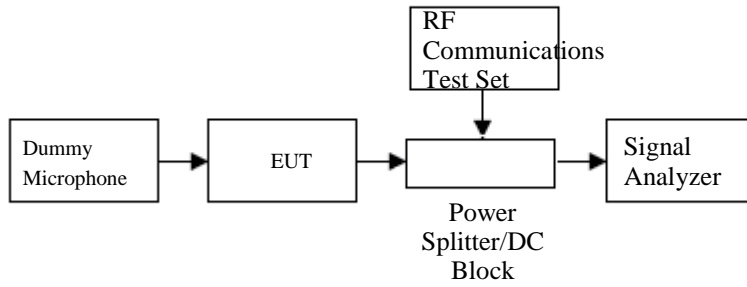 RF
Communications
Test Set
Dummy
Microphone
EUT
Signal
Analyzer
Power
Splitter/DC
Block